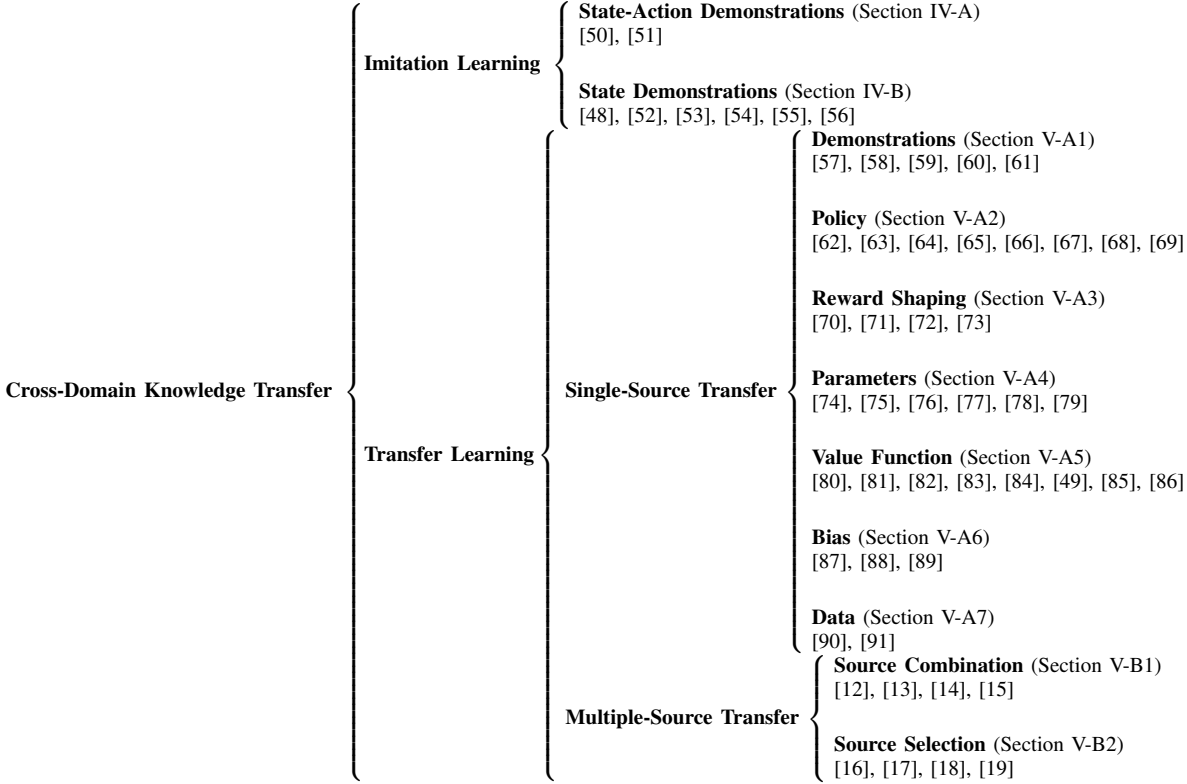 State-Action Demonstrations (Section IV-A)
[50], [51]
Imitation Learning
State Demonstrations (Section IV-B)
[48], [52], [53], [54], [55], [56]
Demonstrations (Section V-A1)
[57], [58], [59], [60], [61]
Policy (Section V-A2)
[62], [63], [64], [65], [66], [67], [68], [69]
Reward Shaping (Section V-A3)
[70], [71], [72], [73]
Cross-Domain Knowledge Transfer
Single-Source Transfer
Parameters (Section V-A4)
[74], [75], [76], [77], [78], [79]
Transfer Learning
Value Function (Section V-A5)
[80], [81], [82], [83], [84], [49], [85], [86]
Bias (Section V-A6)
[87], [88], [89]
Data (Section V-A7)
[90], [91]
Source Combination (Section V-B1)
[12], [13], [14], [15]
Multiple-Source Transfer
Source Selection (Section V-B2)
[16], [17], [18], [19]